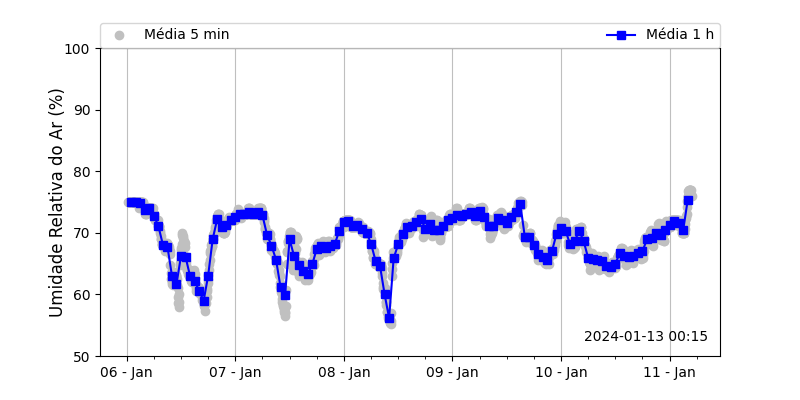 Média 5 min
Média 1 h
Umidade Relativa do Ar (%)
100
90
80
70
60
50
2024-01-13 00:15
06 - Jan
07 - Jan
08 - Jan
09 - Jan
10 - Jan
11 - Jan